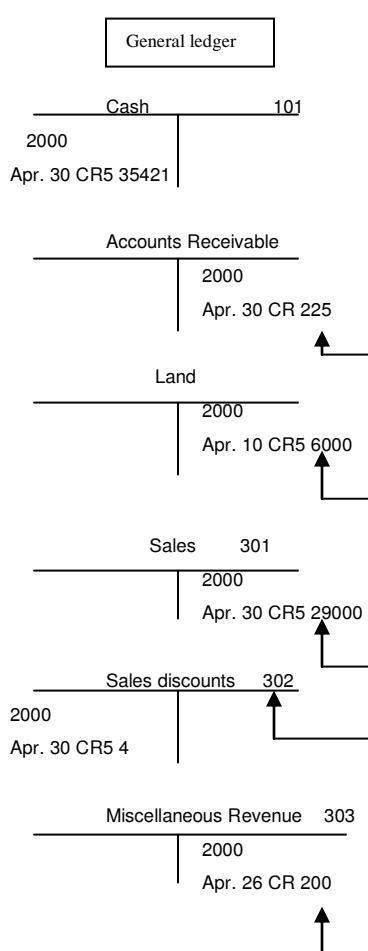 General ledger
Cash 101
2000
Apr. 30 CR5 35421
Accounts Receivable
2000
Apr. 30 CR 225
Land
2000
Apr. 10 CR5 6000
Sales 301
2000
Apr. 30 CR5 29000
Sales discounts 302
2000
Apr. 30 CR5 4
Miscellaneous Revenue 303
2000
Apr. 26 CR 200